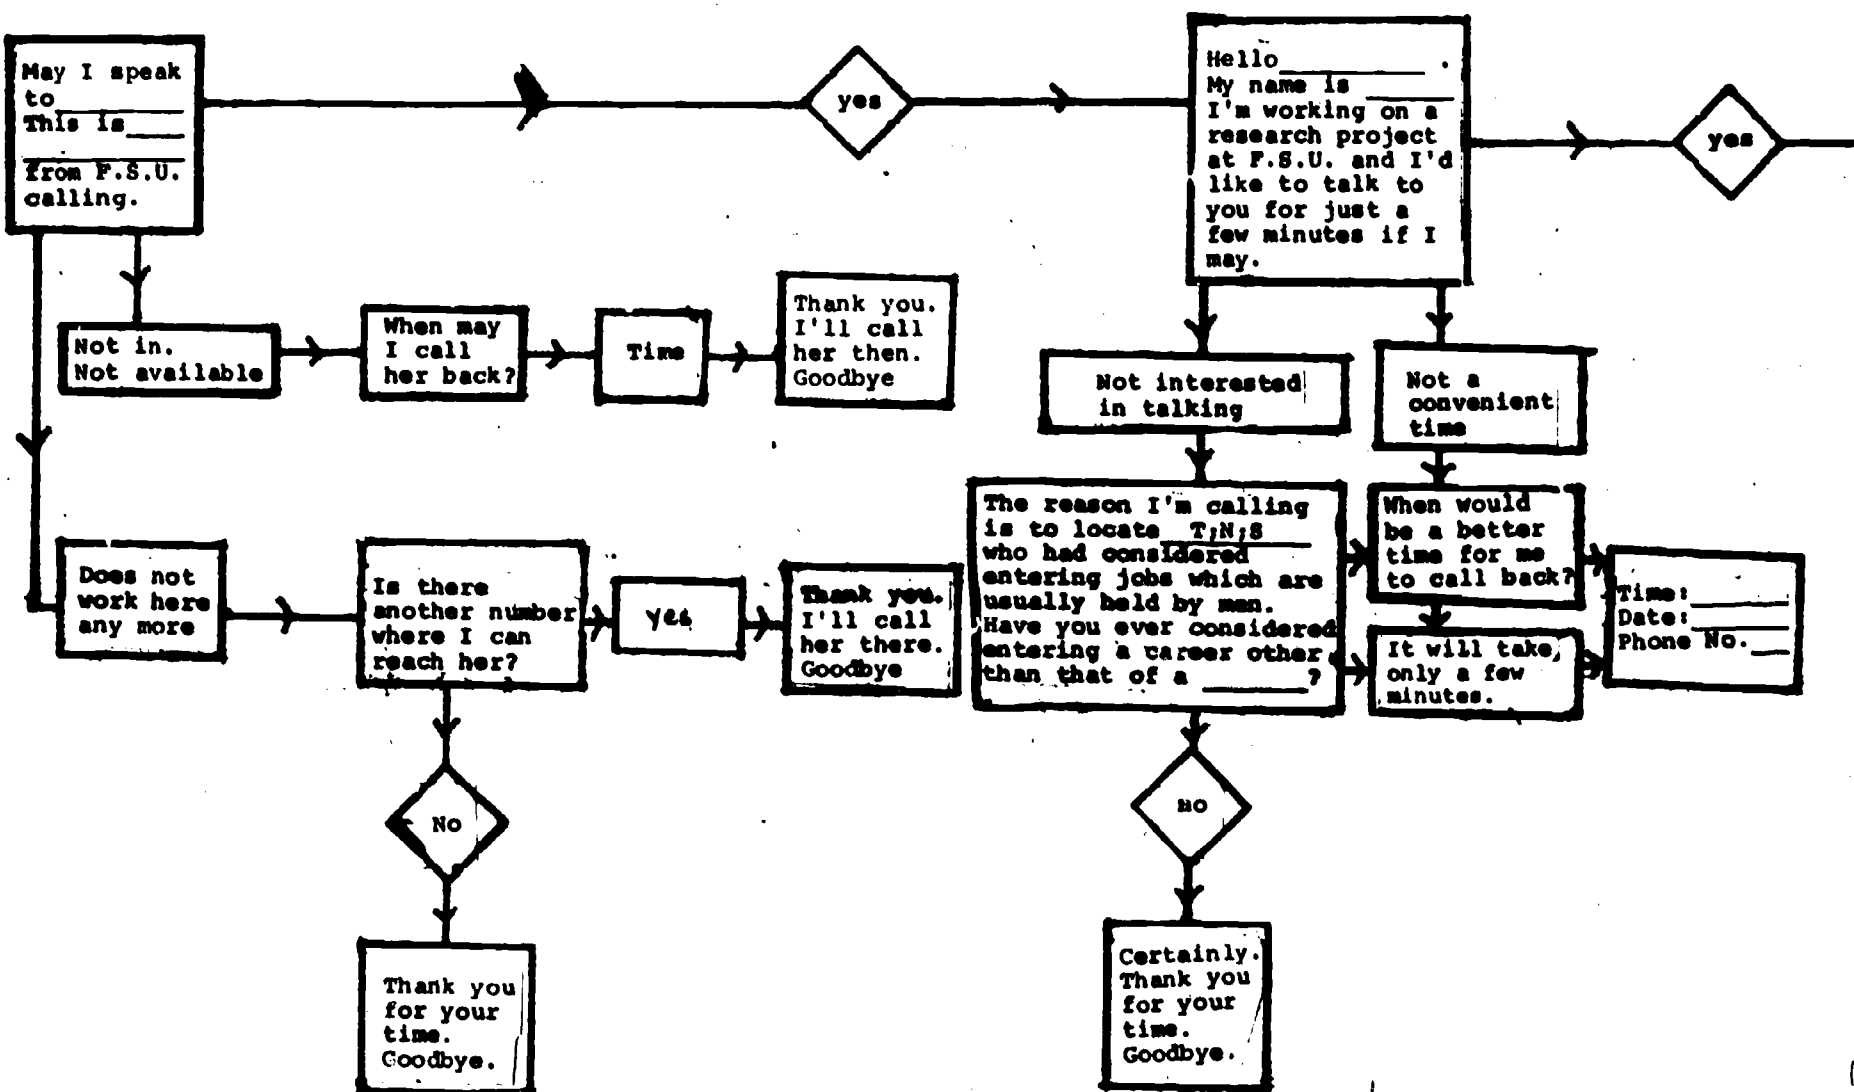 May I speak
to
This is
from F.S.U.
calling.
yes
Hello .
My name is
I'm working on a
research project
at F.S.U. and I'd
like to talk to
you for just a
few minutes if I
may.
yes
Not in.
Not available
When may
I call
her back?
Time
Thank you.
I'll call
her then.
Goodbye
Not interested
in talking
Not a
convenient
time
Does not
work here
any more
Is there
another number
where I can
reach her?
yes
Thank you.
I'll call
her there.
Goodbye
The reason I'm calling
is to locate T;N;S
who had considered
entering jobs which are
usually held by men.
Have you ever considered
entering a career other
than that of a ?
When would
be a better
time for me
to call back?
It will take,
only a few
minutes.
Time:
Date:
Phone No.
No
Thank you
for your
time.
Goodbye.
no
Certainly.
Thank you
for your
time.
Goodbye.